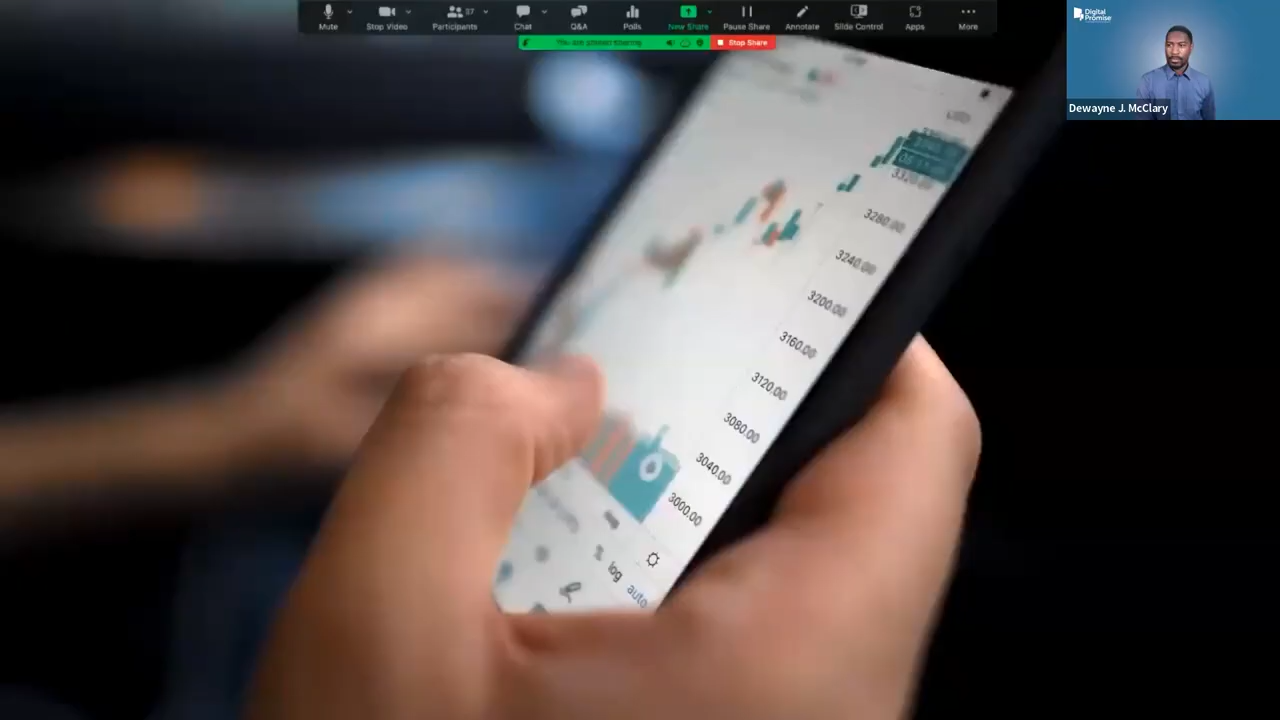 Mute
Stop Video
Participants
37
Chat
Q&A
Polls
New Share
Pause Share
Annotate
Slide Control
Apps
More
Stop Share
Digital
Promise
Dewayne J. McClary
3280.00
3240.00
3200.00
3160.00
3120.00
3080.00
3040.00
3000.00
log
auto